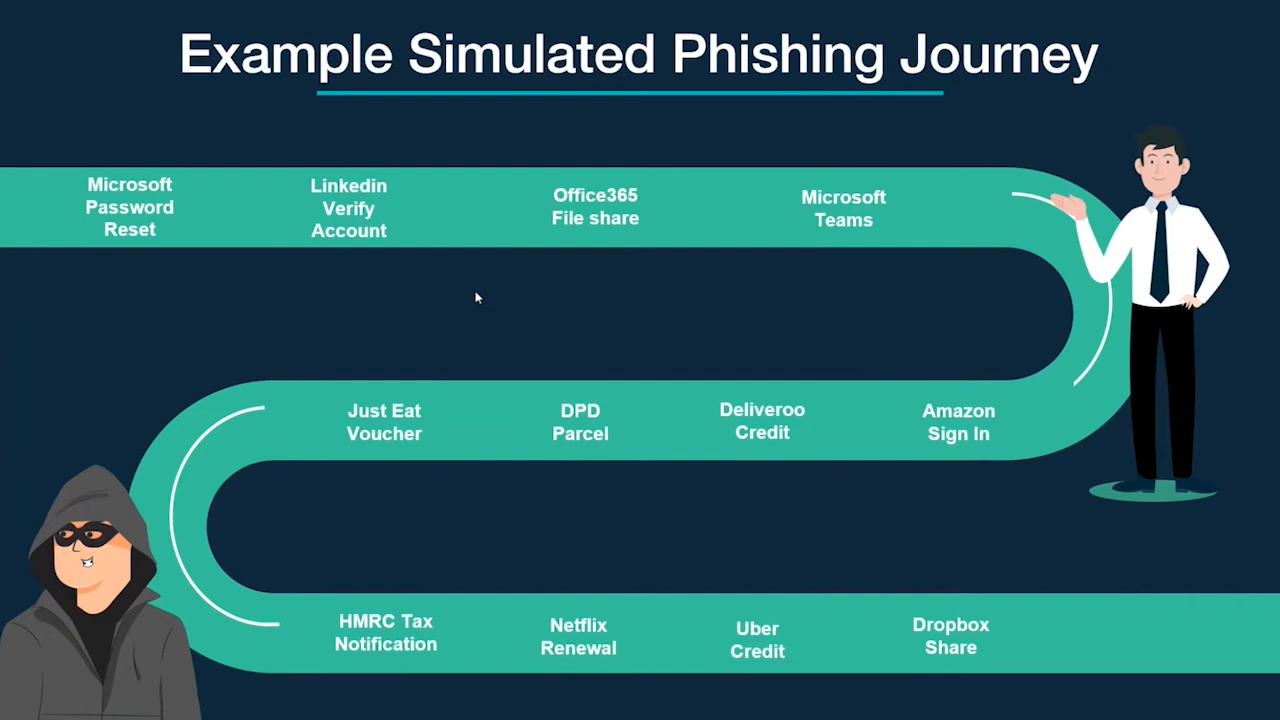 Example Simulated Phishing Journey
Microsoft
Password
Reset
Linkedin
Verify
Account
Office365
File share
Microsoft
Teams
Just Eat
Voucher
DPD
Parcel
Deliveroo
Credit
Amazon
Sign In
HMRC Tax
Notification
Netflix
Renewal
Uber
Credit
Dropbox
Share